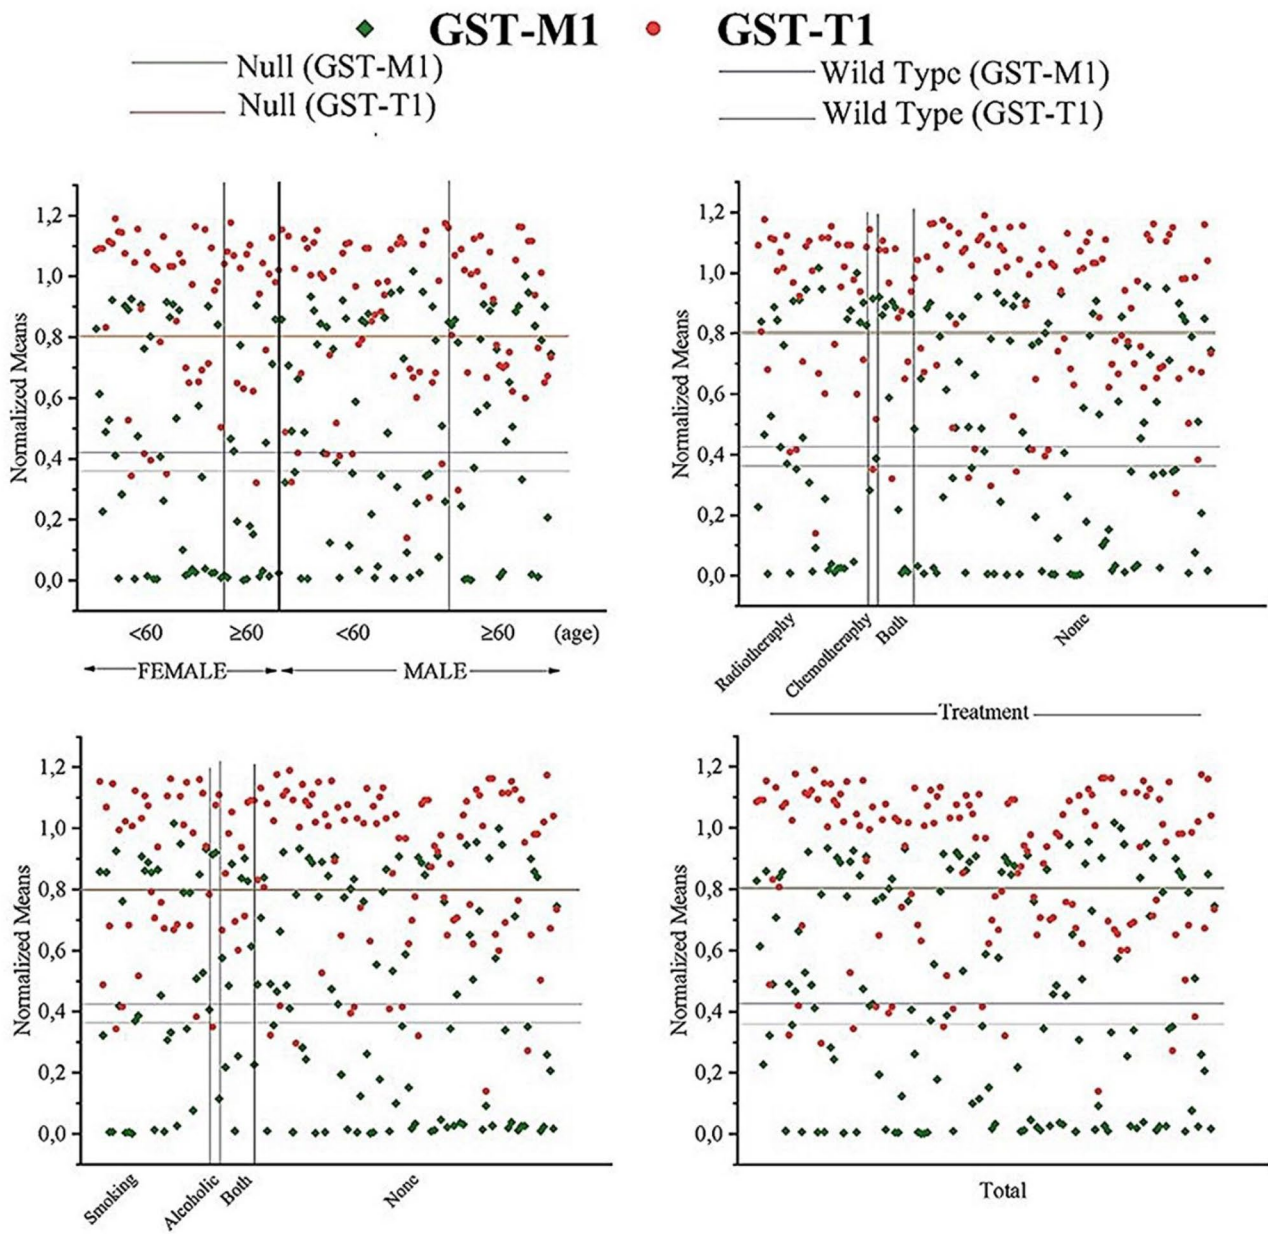 GST-M1 GST-T1
Null (GST-M1) Wild Type (GST-M1)
Null (GST-T1) Wild Type (GST-T1)
Normalized Means
1,2
1,0
0,8
0,6
0,4
0,2
0,0
<60 ≥60 <60 ≥60 (age)
FEMALE MALE
Normalized Means
1,2
1,0
0,8
0,6
0,4
0,2
0,0
Radiotheraphy
Chemotheraphy
Both
None
Treatment
Normalized Means
1,2
1,0
0,8
0,6
0,4
0,2
0,0
Smoking
Alcoholic
Both
None
Normalized Means
1,2
1,0
0,8
0,6
0,4
0,2
0,0
Total